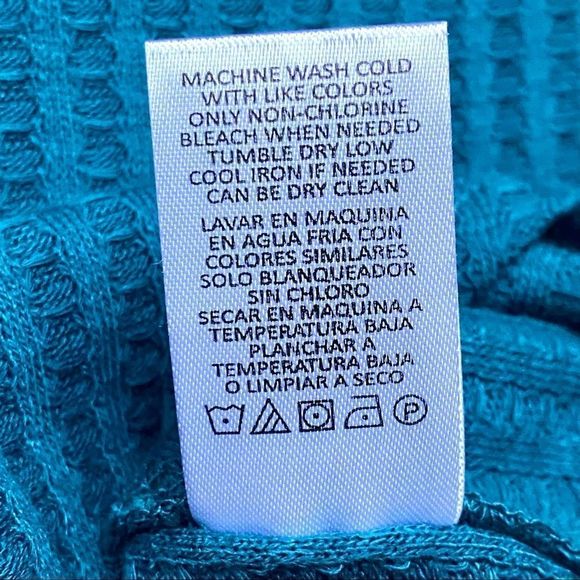 MACHINE WASH COLD
WITH LIKE COLORS
ONLY NON-CHLORINE
BLEACH WHEN NEEDED
TUMBLE DRY LOW
COOL IRON IF NEEDED
CAN BE DRY CLEAN
LAVAR EN MAQUINA
EN AGUA FRIA CON
COLORES SIMILARES
SOLO BLANQUEADOR
SIN CHLORO
SECAR EN MAQUINA A
TEMPERATURA BAJA
PLANCHAR A
TEMPERATURA BAJA
O LIMPIAR A SECO
P